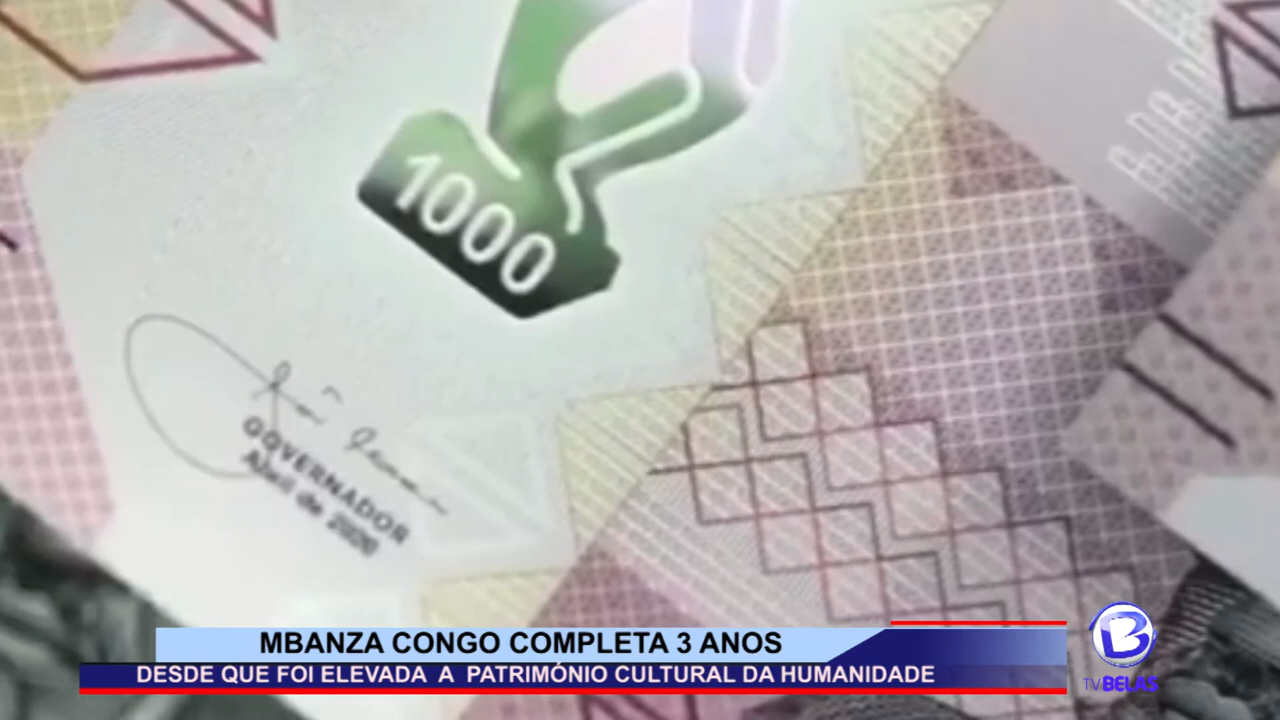 1000
GOVERNADOR
Abril de 2020
MBANZA CONGO COMPLETA 3 ANOS
DESDE QUE FOI ELEVADA A PATRIMÓNIO CULTURAL DA HUMANIDADE
B
TV BELAS